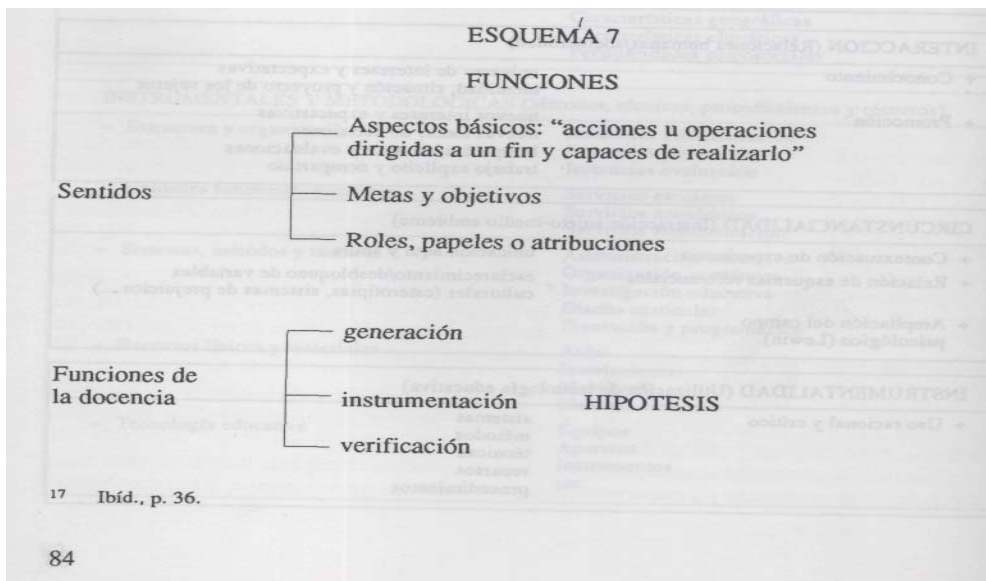 ESQUEMA 7
FUNCIONES
Aspectos básicos: “acciones u operaciones
dirigidas a un fin y capaces de realizarlo”
Sentidos
Metas y objetivos
Roles, papeles o atribuciones
generación
Funciones de
la docencia
instrumentación HIPOTESIS
verificación
17 Ibíd., p. 36.
84